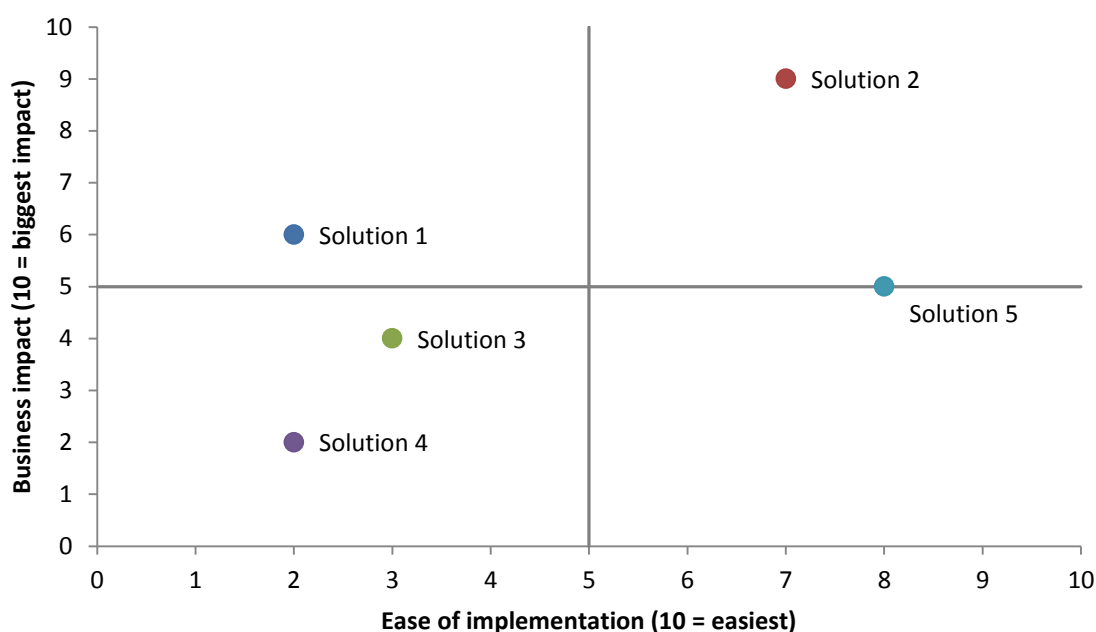 10
9
Solution 2
8
7
6
Solution 1
5
Solution 5
4
Solution 3
3
2
Solution 4
1
0
Business impact (10 = biggest impact)
0 1 2 3 4 5 6 7 8 9 10
Ease of implementation (10 = easiest)